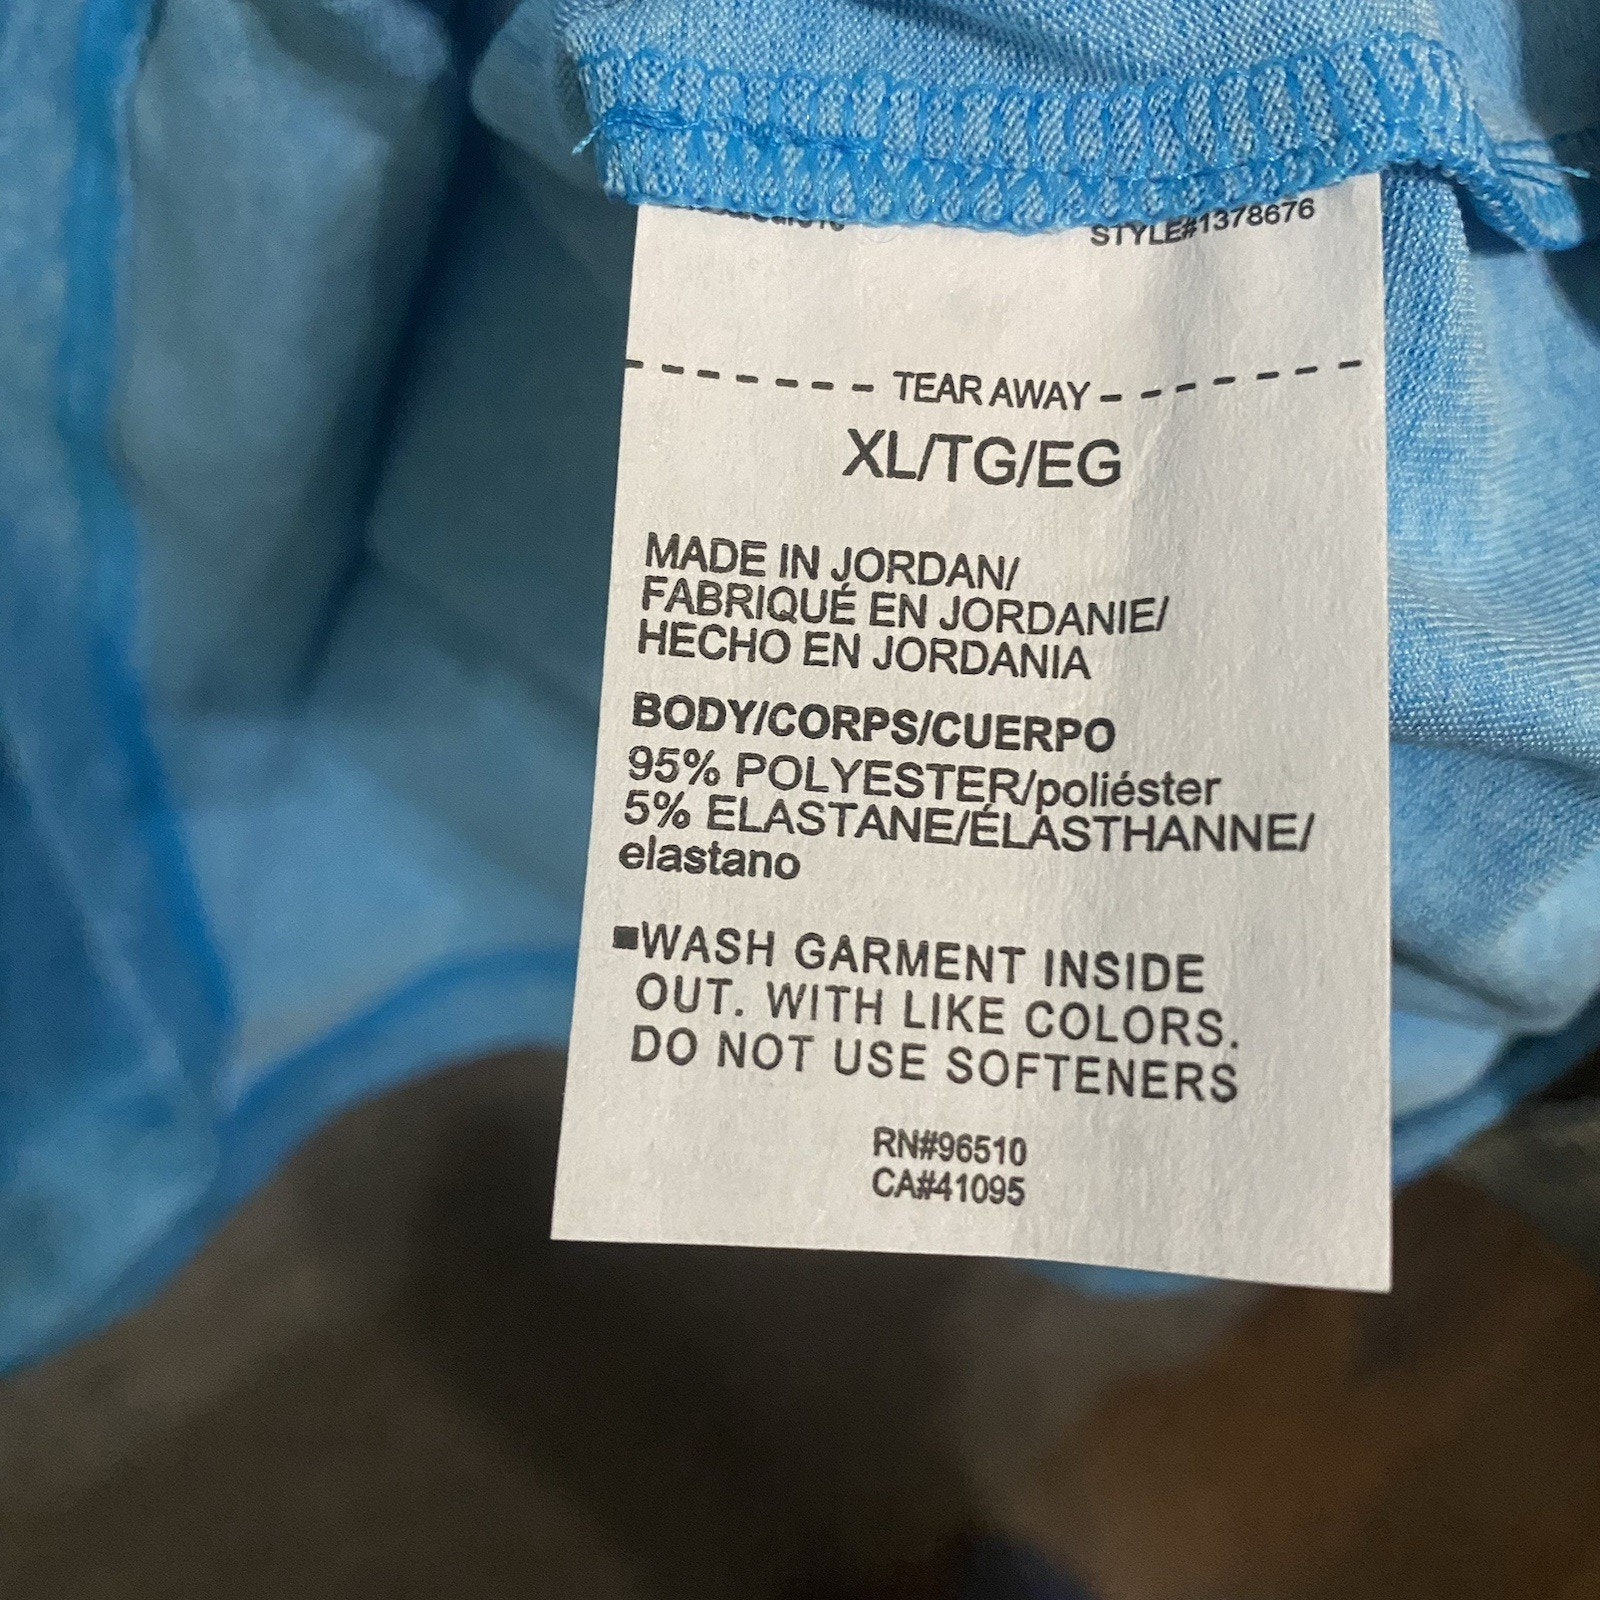 STYLE#1378676
TEAR AWAY
XL/TG/EG
MADE IN JORDAN/
FABRIQUÉ EN JORDANIE/
HECHO EN JORDANIA
BODY/CORPS/CUERPO
95% POLYESTER/poliéster
5% ELASTANE/ÉLASTHANNE/
elastano
■WASH GARMENT INSIDE
OUT. WITH LIKE COLORS.
DO NOT USE SOFTENERS
RN#96510
CA#41095